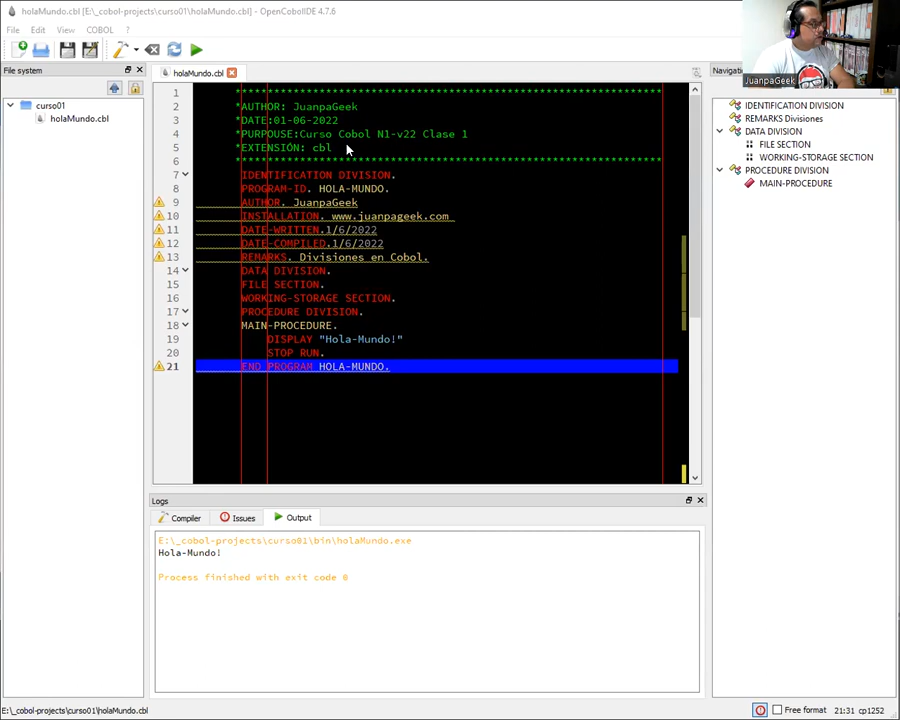 holaMundo.cbl [E:\_cobol-projects\curso01\holaMundo.cbl] - OpenCobolIDE 4.7.6
File Edit View COBOL ?
File system
holaMundo.cbl
JuanpaGeek
curso01
holaMundo.cbl
1 *****************************************************************
2 *AUTHOR: JuanpaGeek
3 *DATE:01-06-2022
4 *PURPOUSE:Curso Cobol N1-v22 Clase 1
5 *EXTENSIÓN: cbl
6 *****************************************************************
7 IDENTIFICATION DIVISION.
8 PROGRAM-ID. HOLA-MUNDO.
9 AUTHOR. JuanpaGeek
10 INSTALLATION. www.juanpageek.com
11 DATE-WRITTEN.1/6/2022
12 DATE-COMPILED.1/6/2022
13 REMARKS. Divisiones en Cobol.
14 DATA DIVISION.
15 FILE SECTION.
16 WORKING-STORAGE SECTION.
17 PROCEDURE DIVISION.
18 MAIN-PROCEDURE.
19 DISPLAY "Hola-Mundo!"
20 STOP RUN.
21 END PROGRAM HOLA-MUNDO.
IDENTIFICATION DIVISION
REMARKS Divisiones
DATA DIVISION
FILE SECTION
WORKING-STORAGE SECTION
PROCEDURE DIVISION
MAIN-PROCEDURE
Logs
Compiler Issues Output
E:\_cobol-projects\curso01\bin\holaMundo.exe
Hola-Mundo!
Process finished with exit code 0
E:\_cobol-projects\curso01\holaMundo.cbl
Free format 21:31 cp1252